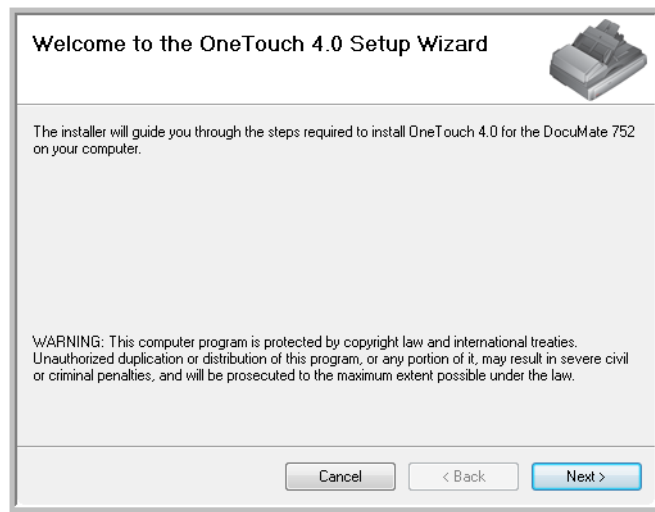 Welcome to the OneTouch 4.0 Setup Wizard
The installer will guide you through the steps required to install OneTouch 4.0 for the DocuMate 752
on your computer.
WARNING: This computer program is protected by copyright law and international treaties.
Unauthorized duplication or distribution of this program, or any portion of it, may result in severe civil
or criminal penalties, and will be prosecuted to the maximum extent possible under the law.
Cancel < Back Next >